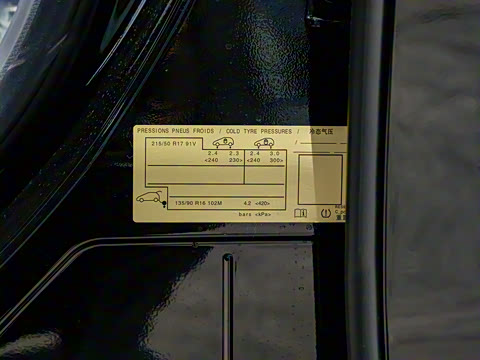 PRESSIONS PNEUS FROIDS / COLD TYRE PRESSURES / 冷态气压
215/50 R17 91V
2.4 2.3 2.4 3.0
<240 230> <240 300>
135/90 R16 102M 4.2 <420>
bars <kPa>